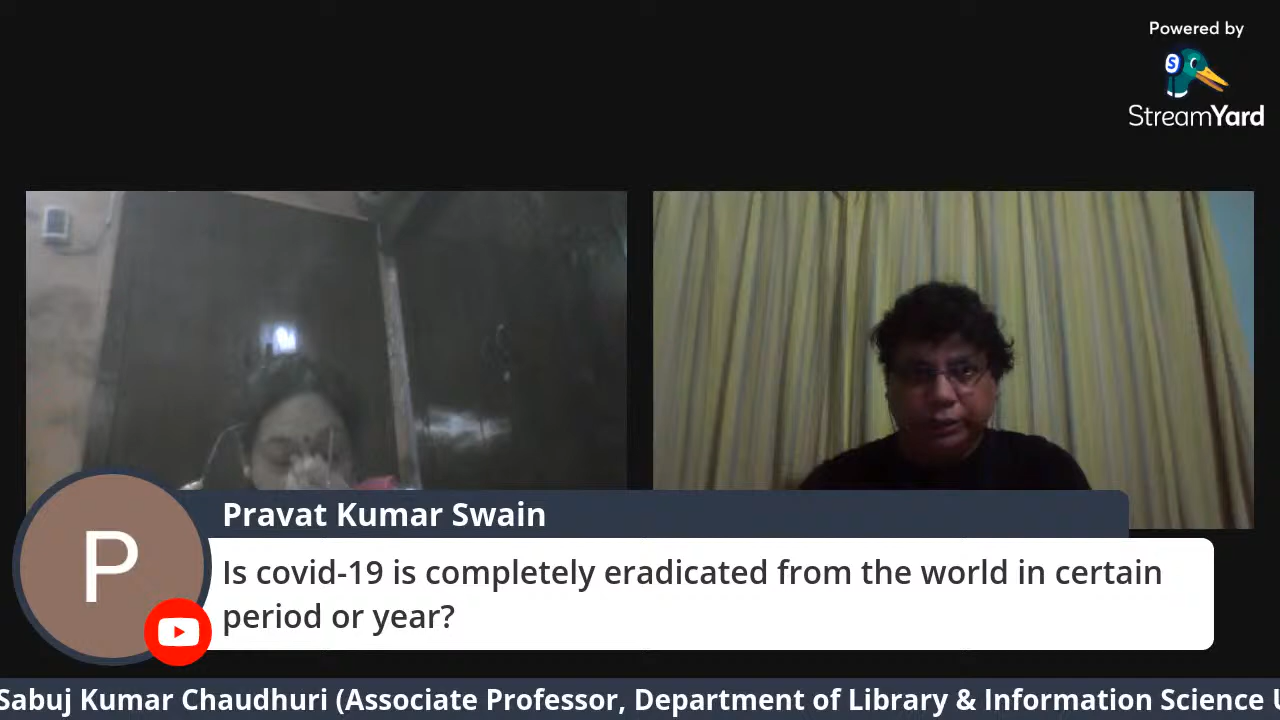 Powered by
S
StreamYard
Pravat Kumar Swain
P
Is covid-19 is completely eradicated from the world in certain
period or year?
Sabuj Kumar Chaudhuri (Associate Professor, Department of Library & Information Science